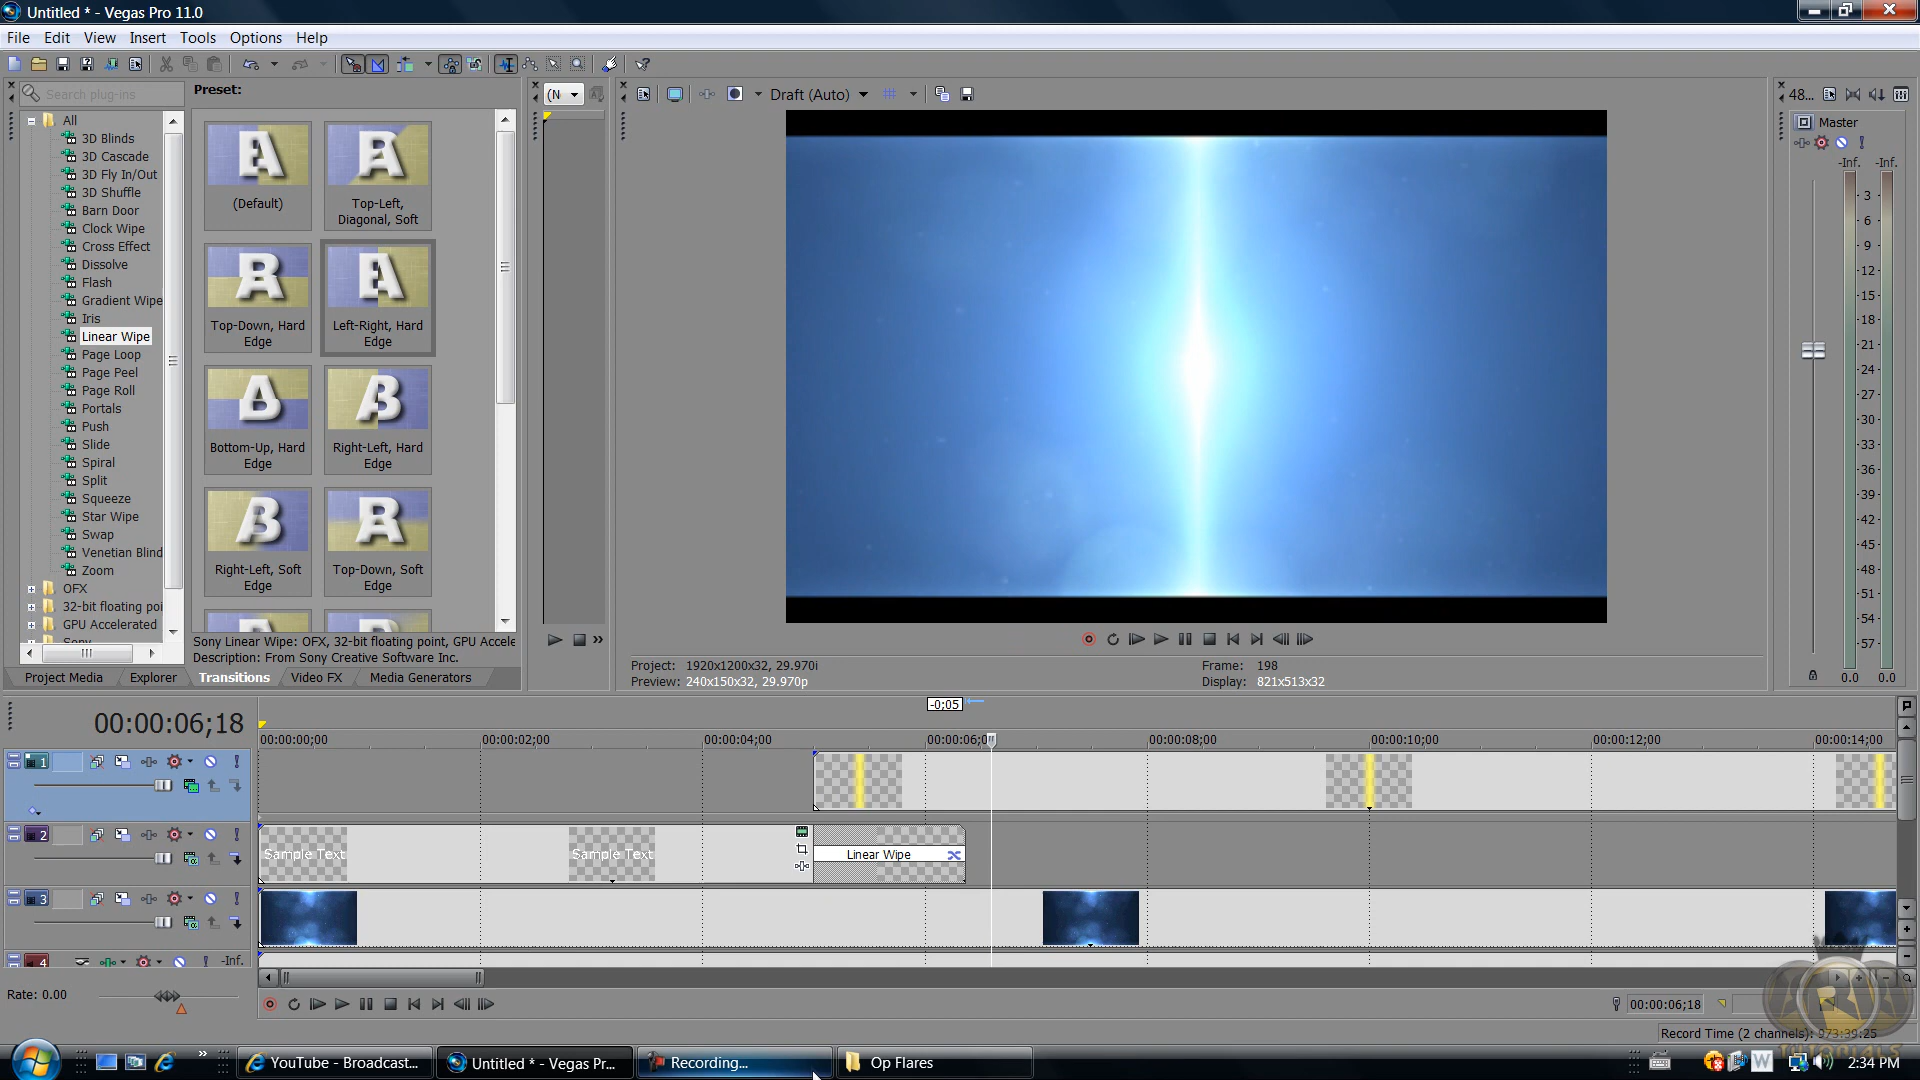 Untitled * - Vegas Pro 11.0
File Edit View Insert Tools Options Help
Search plug-ins
Preset:
(N
Draft (Auto)
48...
All
3D Blinds
3D Cascade
3D Fly In/Out
3D Shuffle
Barn Door
Clock Wipe
Cross Effect
Dissolve
Flash
Gradient Wipe
Iris
Linear Wipe
Page Loop
Page Peel
Page Roll
Portals
Push
Slide
Spiral
Split
Squeeze
Star Wipe
Swap
Venetian Blind
Zoom
OFX
32-bit floating poi
GPU Accelerated
Sony
(Default)
Top-Left, Diagonal, Soft
Top-Down, Hard Edge
Left-Right, Hard Edge
Bottom-Up, Hard Edge
Right-Left, Hard Edge
Right-Left, Soft Edge
Top-Down, Soft Edge
Sony Linear Wipe: OFX, 32-bit floating point, GPU Accele
Description: From Sony Creative Software Inc.
Project Media Explorer Transitions Video FX Media Generators
Project: 1920x1200x32, 29.970i
Preview: 240x150x32, 29.970p
Frame: 198
Display: 821x513x32
Master
-Inf. -Inf.
3
6
9
12
15
18
21
24
27
30
33
36
39
42
45
48
51
54
57
0.0 0.0
00:00:06;18
-0;05
00:00:00;00 00:00:02;00 00:00:04;00 00:00:06;0 00:00:08;00 00:00:10;00 00:00:12;00 00:00:14;00
1
2
Sample Text Sample Text Linear Wipe
3
4 -Inf.
Rate: 0.00
00:00:06;18
Record Time (2 channels): 973:39:25
TUTORIALS
YouTube - Broadcast... Untitled * - Vegas Pr... Recording... Op Flares
2:34 PM